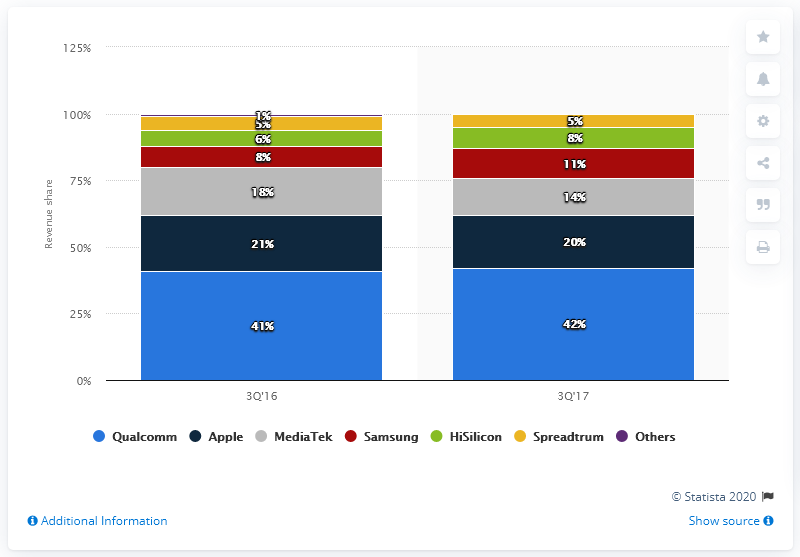 125%
100%
75%
50%
25%
0%
Revenue share
1%
5%
6%
8%
18%
21%
41%
5%
8%
11%
14%
20%
42%
3Q'16
3Q'17
Qualcomm Apple MediaTek Samsung HiSilicon Spreadtrum Others
© Statista 2020
Additional Information
Show source